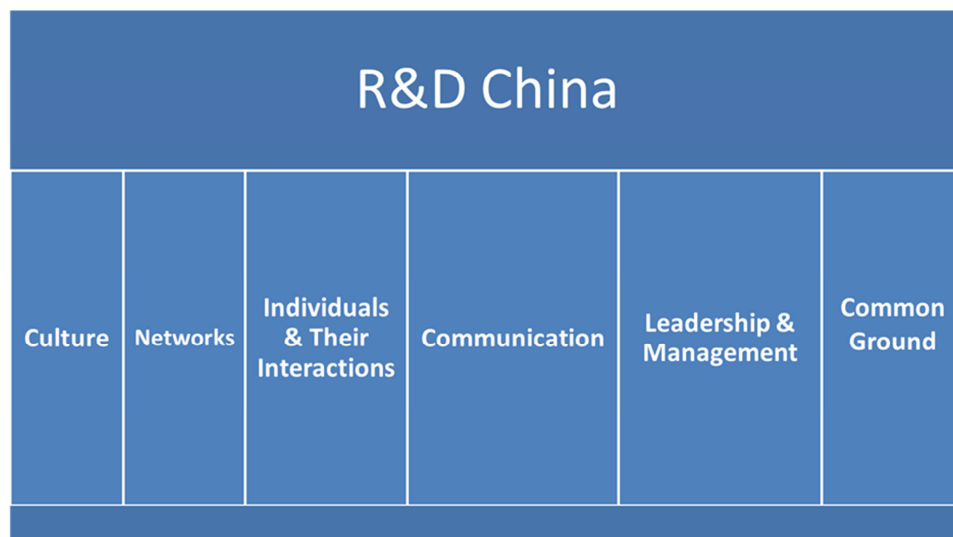 R&D China
Culture
Networks
Individuals
& Their
Interactions
Communication
Leadership &
Management
Common
Ground